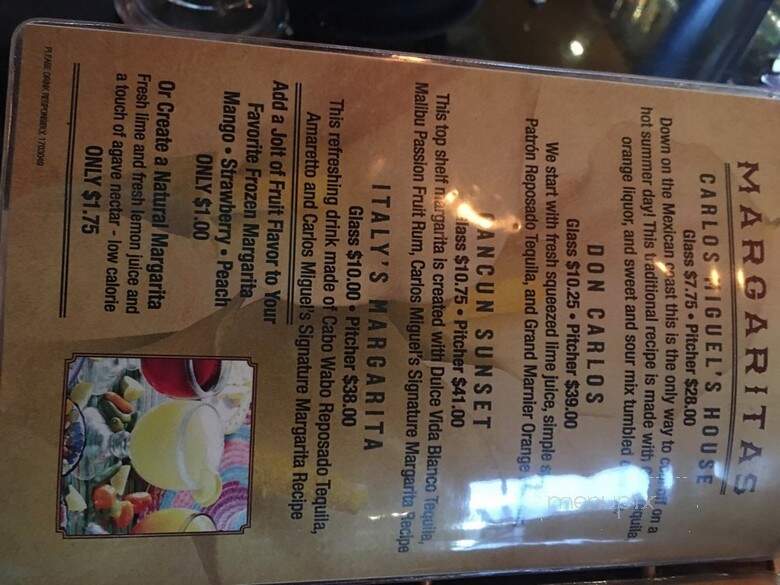 MARGARITAS
CARLOS MIGUEL'S HOUSE
Glass $7.75 • Pitcher $28.00
Down on the Mexican coast this is the only way to cool off on a
hot summer day! This traditional recipe is made with
orange liquor, and sweet and sour mix tumbled
DON CARLOS
Glass $10.25 • Pitcher $39.00
We start with fresh squeezed lime juice, simple
Patrón Reposado Tequila, and Grand Marnier Orange
CANCUN SUNSET
Glass $10.75 • Pitcher $41.00
This top shelf margarita is created with Dulce Vida Blanco Tequila,
Malibu Passion Fruit Rum, Carlos Miguel's Signature Margarita Recipe
ITALY'S MARGARITA
Glass $10.00 • Pitcher $38.00
This refreshing drink made of Cabo Wabo Reposado Tequila,
Amaretto and Carlos Miguel's Signature Margarita Recipe
Add a Jolt of Fruit Flavor to Your
Favorite Frozen Margarita
Mango • Strawberry • Peach
ONLY $1.00
Or Create a Natural Margarita
Fresh lime and fresh lemon juice and
a touch of agave nectar - low calorie
ONLY $1.75
PLEASE DRINK RESPONSIBLY.